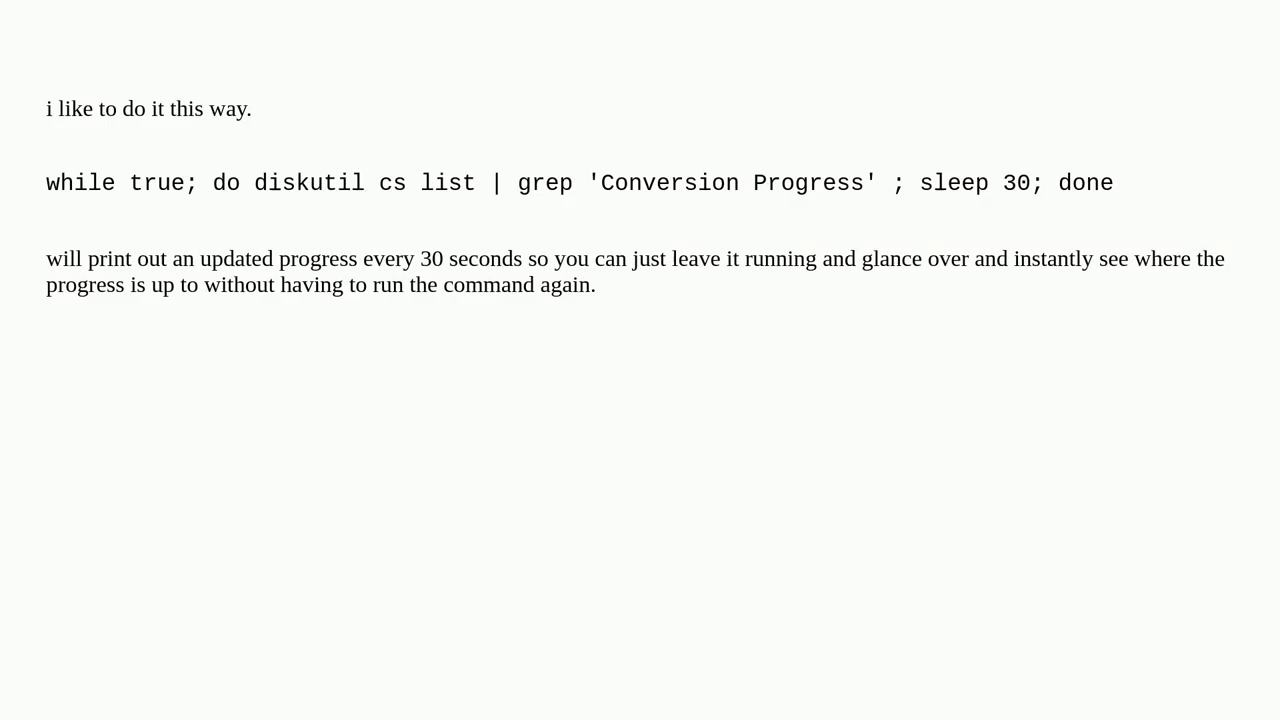 i like to do it this way.
while true; do diskutil cs list | grep 'Conversion Progress' ; sleep 30; done
will print out an updated progress every 30 seconds so you can just leave it running and glance over and instantly see where the
progress is up to without having to run the command again.